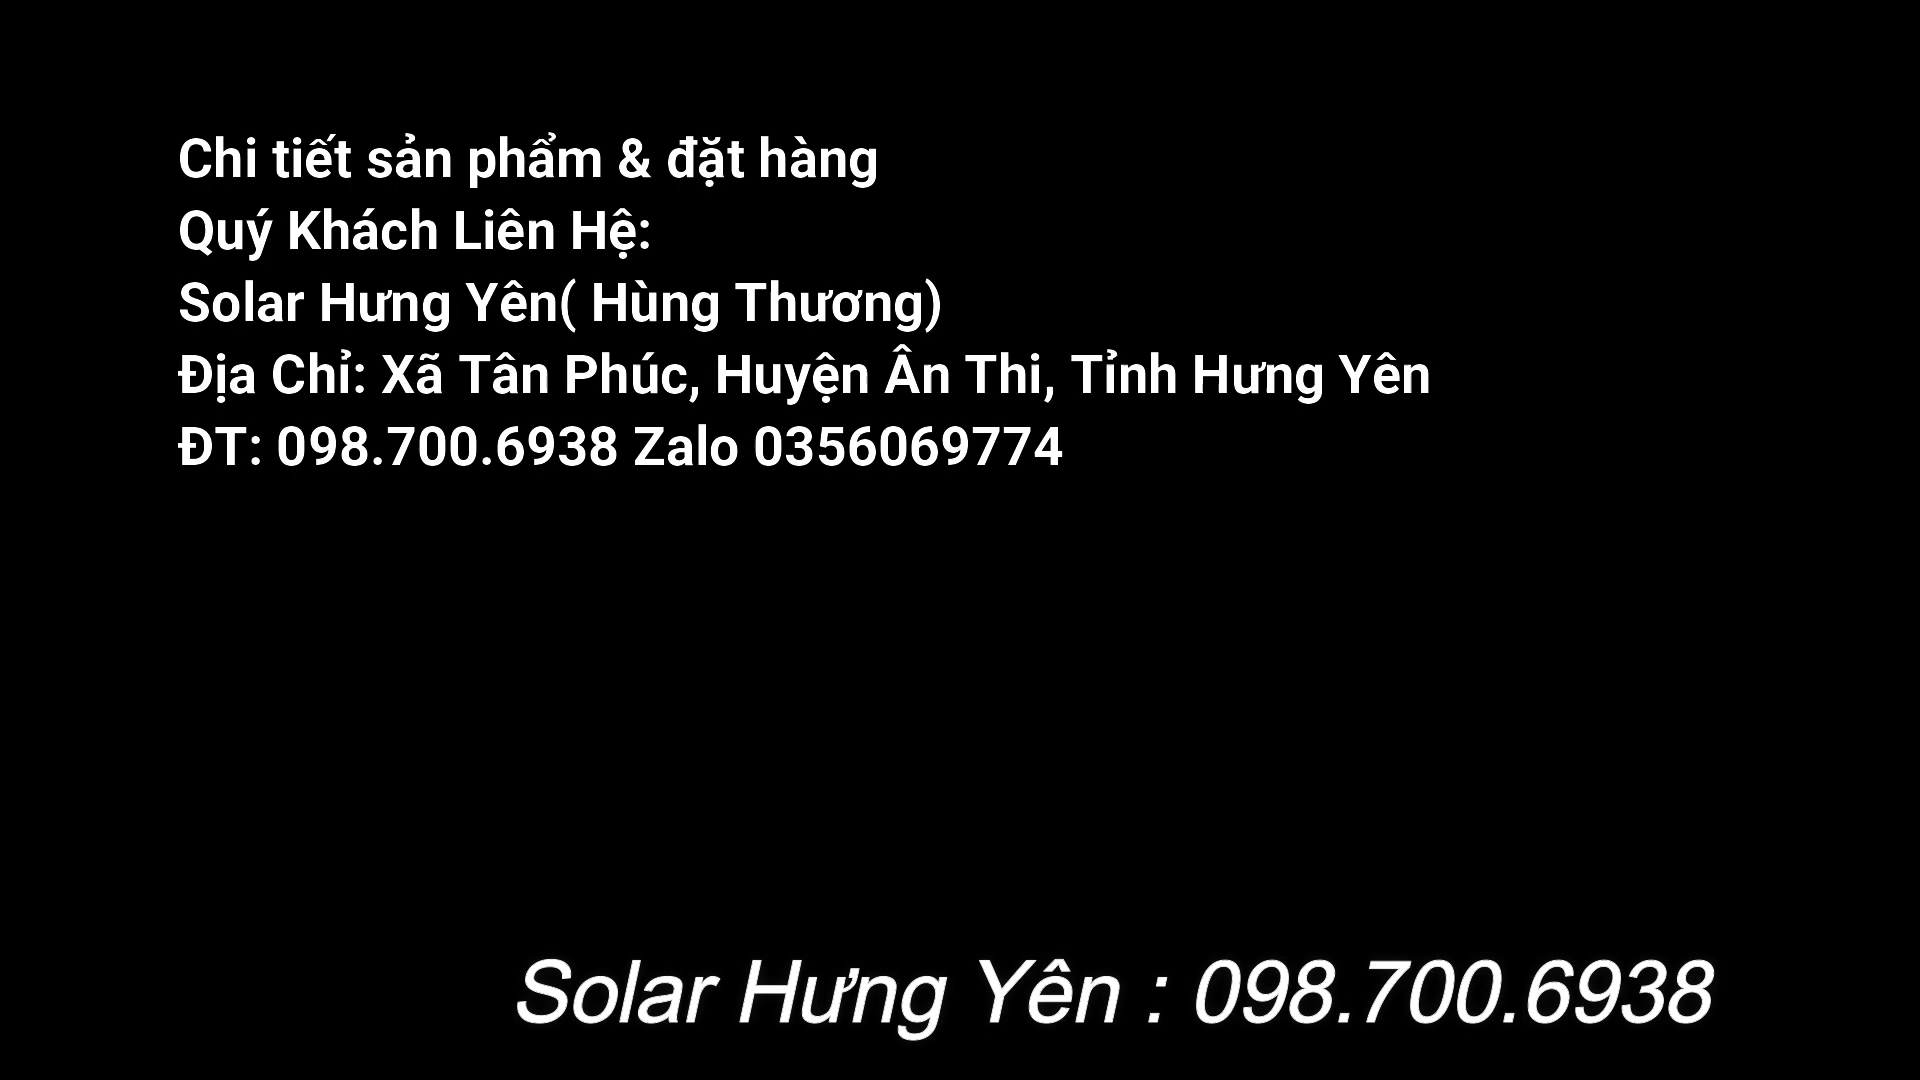 Chi tiết sản phẩm & đặt hàng
Quý Khách Liên Hệ:
Solar Hưng Yên( Hùng Thương)
Địa Chỉ: Xã Tân Phúc, Huyện Ân Thi, Tỉnh Hưng Yên
ĐT: 098.700.6938 Zalo 0356069774
Solar Hưng Yên : 098.700.6938